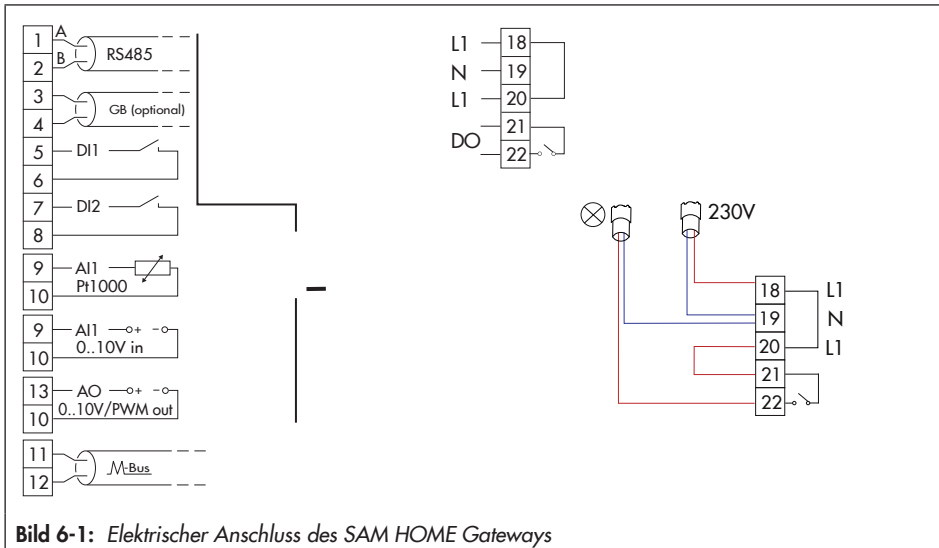 1 A
RS485
2 B
3
GB (optional)
4
5 DI1
6
7 DI2
8
9 AI1
Pt1000
10
9 AI1 + -
0..10V in
10
13 AO + -
0..10V/PWM out
10
11
M-Bus
12
L1 18
N 19
L1 20
21
DO
22
230V
18 L1
19 N
20 L1
21
22
Bild 6-1: Elektrischer Anschluss des SAM HOME Gateways